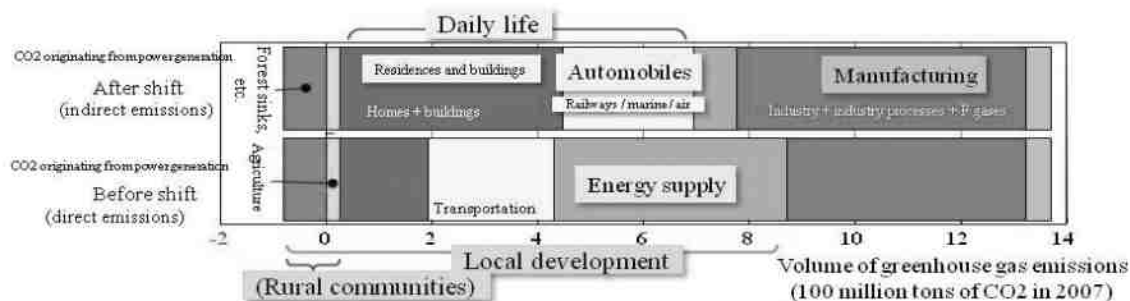 Daily life
CO2 originating from power generation
After shift
(indirect emissions)
Forest sinks,
etc.
Residences and buildings
Homes + buildings
Automobiles
Railways / marine / air
Manufacturing
Industry + industry processes + F gases
CO2 originating from power generation
Before shift
(direct emissions)
Agriculture
Transportation
Energy supply
-2 0 2 4 6 8 10 12 14
Local development
(Rural communities)
Volume of greenhouse gas emissions
(100 million tons of CO2 in 2007)